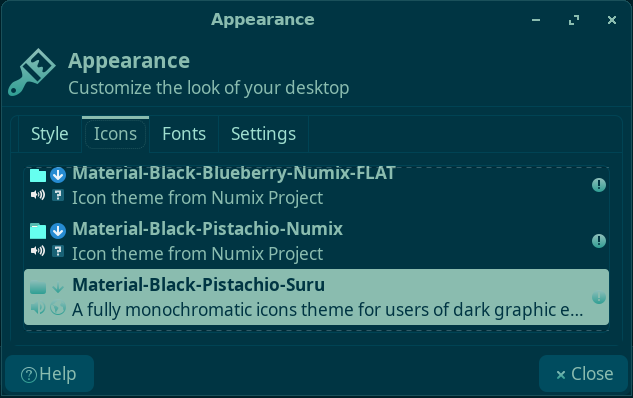 Appearance
Appearance
Customize the look of your desktop
Style Icons Fonts Settings
Material-Black-Blueberry-Numix-FLAT
Icon theme from Numix Project
Material-Black-Pistachio-Numix
Icon theme from Numix Project
Material-Black-Pistachio-Suru
A fully monochromatic icons theme for users of dark graphic e...
Help Close